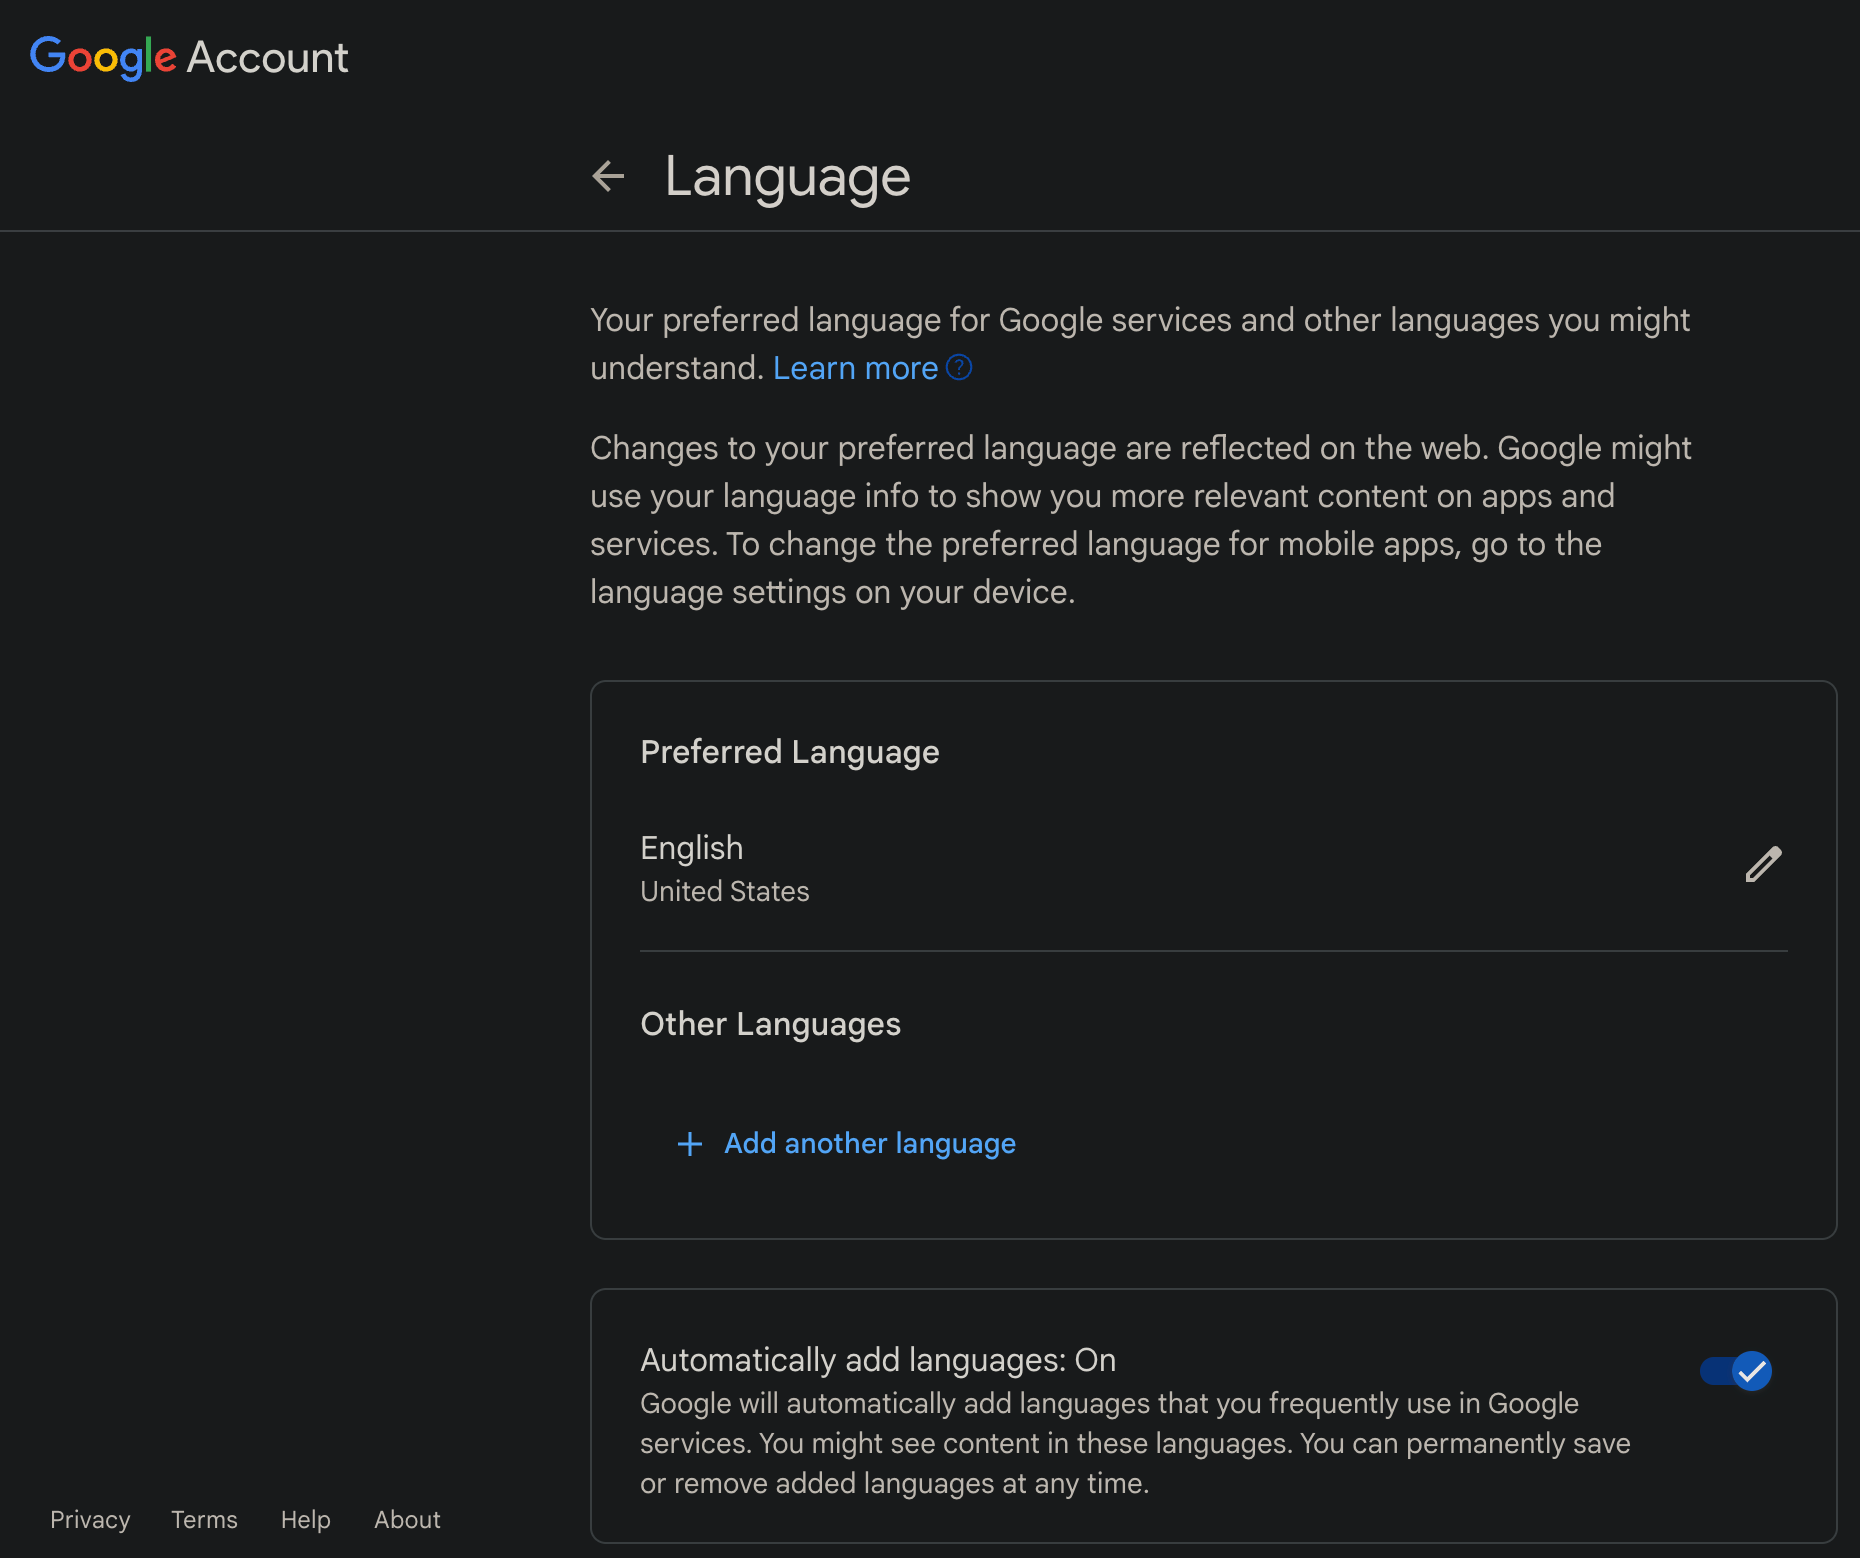 Google Account
Language
Your preferred language for Google services and other languages you might
understand. Learn more
Changes to your preferred language are reflected on the web. Google might
use your language info to show you more relevant content on apps and
services. To change the preferred language for mobile apps, go to the
language settings on your device.
Preferred Language
English
United States
Other Languages
+ Add another language
Automatically add languages: On
Google will automatically add languages that you frequently use in Google
services. You might see content in these languages. You can permanently save
or remove added languages at any time.
Privacy Terms Help About